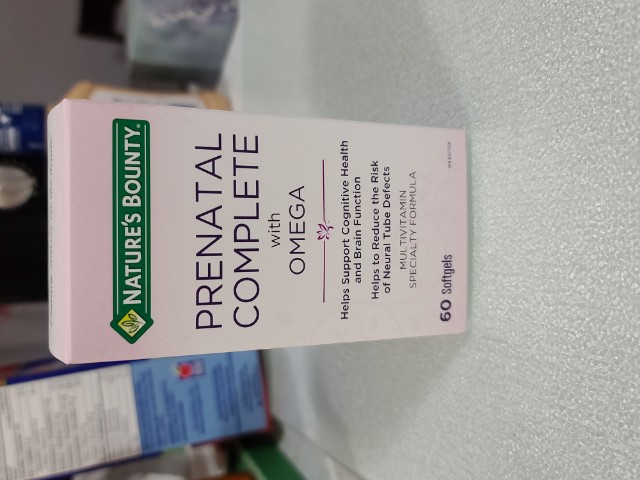 NATURE'S BOUNTY®
PRENATAL
COMPLETE
with
OMEGA
Helps Support Cognitive Health
and Brain Function
Helps to Reduce the Risk
of Neural Tube Defects
MULTIVITAMIN
SPECIALTY FORMULA
60 Softgels